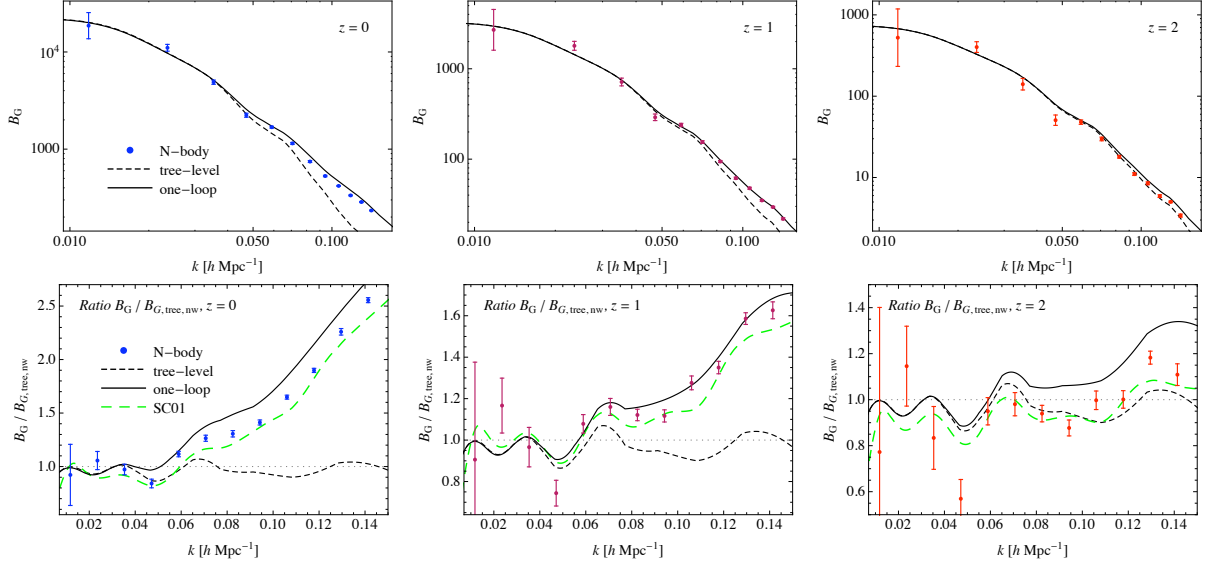 z = 0
10⁴
1000
B_G
N−body
tree−level
one−loop
0.010 0.050 0.100
k [h Mpc⁻¹]
z = 1
1000
100
B_G
0.010 0.050 0.100
k [h Mpc⁻¹]
z = 2
1000
100
10
B_G
0.010 0.050 0.100
k [h Mpc⁻¹]
Ratio B_G / B_G, tree, nw, z = 0
2.5
2.0
1.5
1.0
B_G / B_G, tree, nw
N−body
tree−level
one−loop
SC01
0.02 0.04 0.06 0.08 0.10 0.12 0.14
k [h Mpc⁻¹]
Ratio B_G / B_G, tree, nw, z = 1
1.6
1.4
1.2
1.0
0.8
B_G / B_G, tree, nw
0.02 0.04 0.06 0.08 0.10 0.12 0.14
k [h Mpc⁻¹]
Ratio B_G / B_G, tree, nw, z = 2
1.4
1.2
1.0
0.8
0.6
B_G / B_G, tree, nw
0.02 0.04 0.06 0.08 0.10 0.12 0.14
k [h Mpc⁻¹]